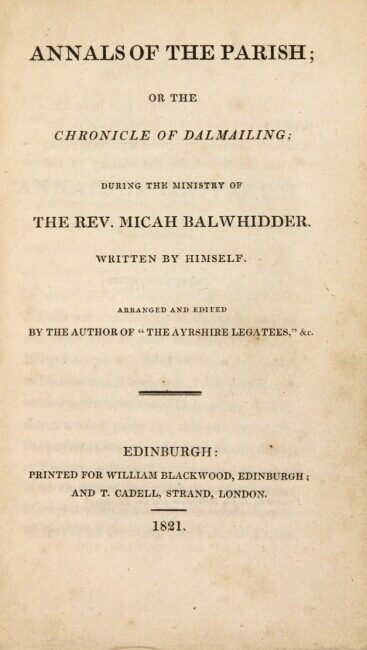 ANNALS OF THE PARISH;
OR THE
CHRONICLE OF DALMAILING;
DURING THE MINISTRY OF
THE REV. MICAH BALWHIDDER.
WRITTEN BY HIMSELF.
ARRANGED AND EDITED
BY THE AUTHOR OF “ THE AYRSHIRE LEGATEES,” &c.
EDINBURGH:
PRINTED FOR WILLIAM BLACKWOOD, EDINBURGH;
AND T. CADELL, STRAND, LONDON.
1821.